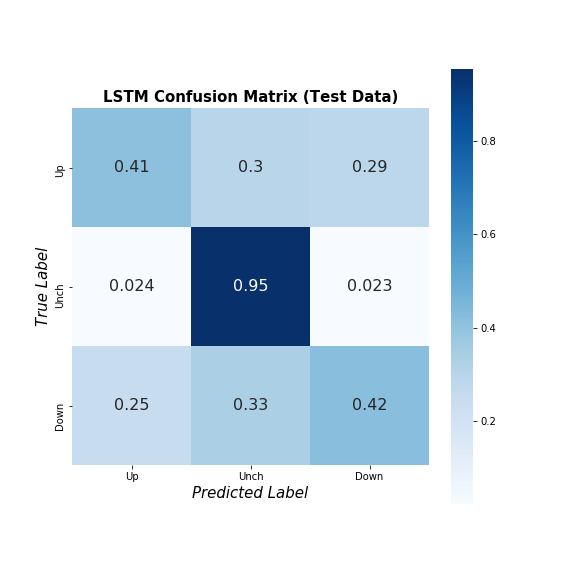 LSTM Confusion Matrix (Test Data)
Up
0.41
0.3
0.29
0.8
0.6
True Label
Unch
0.024
0.95
0.023
0.4
Down
0.25
0.33
0.42
0.2
Up
Unch
Down
Predicted Label